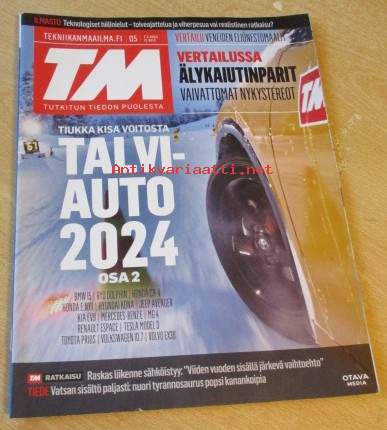 ILMASTO Teknologiset hiilinielut – toiveajattelua ja viherpesua vai realistinen ratkaisu?
TEKNIIKANMAAILMA.FI 05
VERTAILU VENEIDEN ELIÖNESTOMAALIT
TM
TUTKITUN TIEDON PUOLESTA
VERTAILUSSA
ÄLYKAIUTINPARIT
VAIVATTOMAT NYKYSTEREOT
TM
TIUKKA KISA VOITOSTA
TALVI-
AUTO
2024
OSA 2
Antikvariaatti.net
BMW I5 | BYD DOLPHIN | HONDA CR-V
HONDA E:NY1 | HYUNDAI KONA | JEEP AVENGER
KIA EV9 | MERCEDES-BENZ E | MG4
RENAULT ESPACE | TESLA MODEL 3
TOYOTA PRIUS | VOLKSWAGEN ID.7 | VOLVO EX30
TM RATKAISU Raskas liikenne sähköistyy: "Viiden vuoden sisällä järkevä vaihtoehto"
TIEDE Vatsan sisältö paljasti: nuori tyrannosaurus popsi kanankoipia
OTAVA
MEDIA